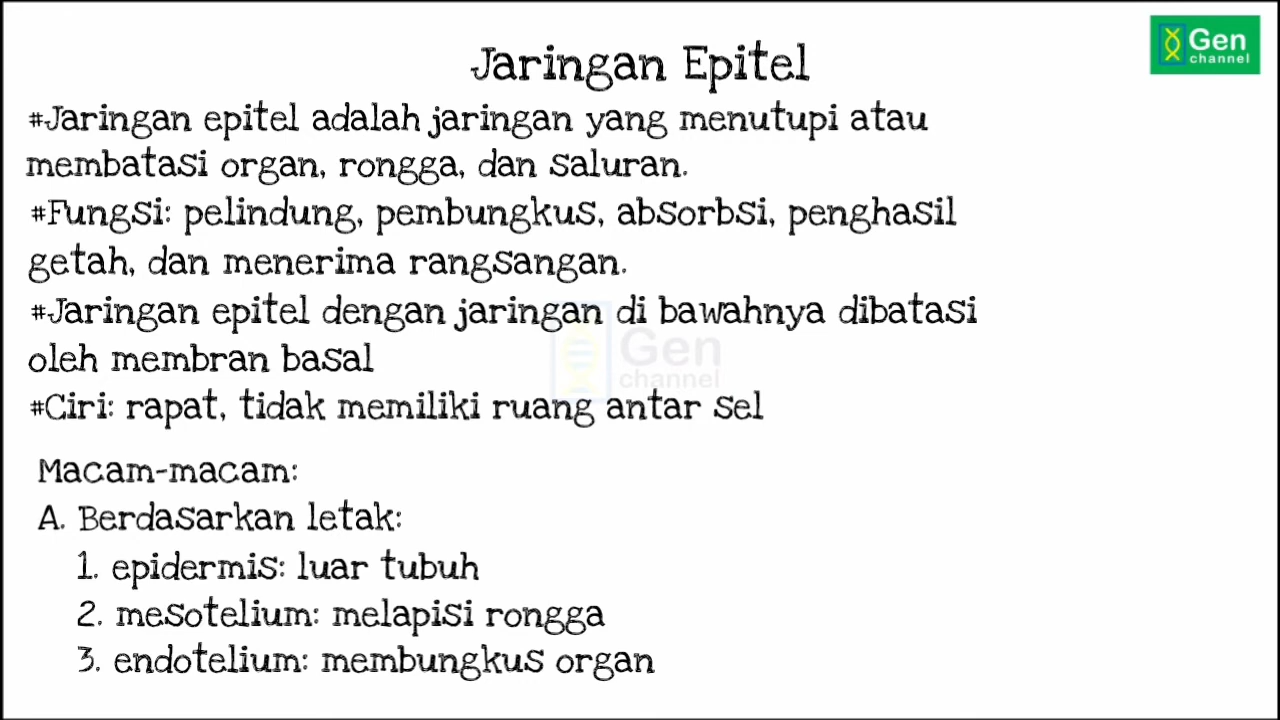 Gen
channel
Jaringan Epitel
#Jaringan epitel adalah jaringan yang menutupi atau
membatasi organ, rongga, dan saluran.
#Fungsi: pelindung, pembungkus, absorbsi, penghasil
getah, dan menerima rangsangan.
#Jaringan epitel dengan jaringan di bawahnya dibatasi
oleh membran basal
Gen
channel
#Ciri: rapat, tidak memiliki ruang antar sel
Macam-macam:
A. Berdasarkan letak:
1. epidermis: luar tubuh
2. mesotelium: melapisi rongga
3. endotelium: membungkus organ